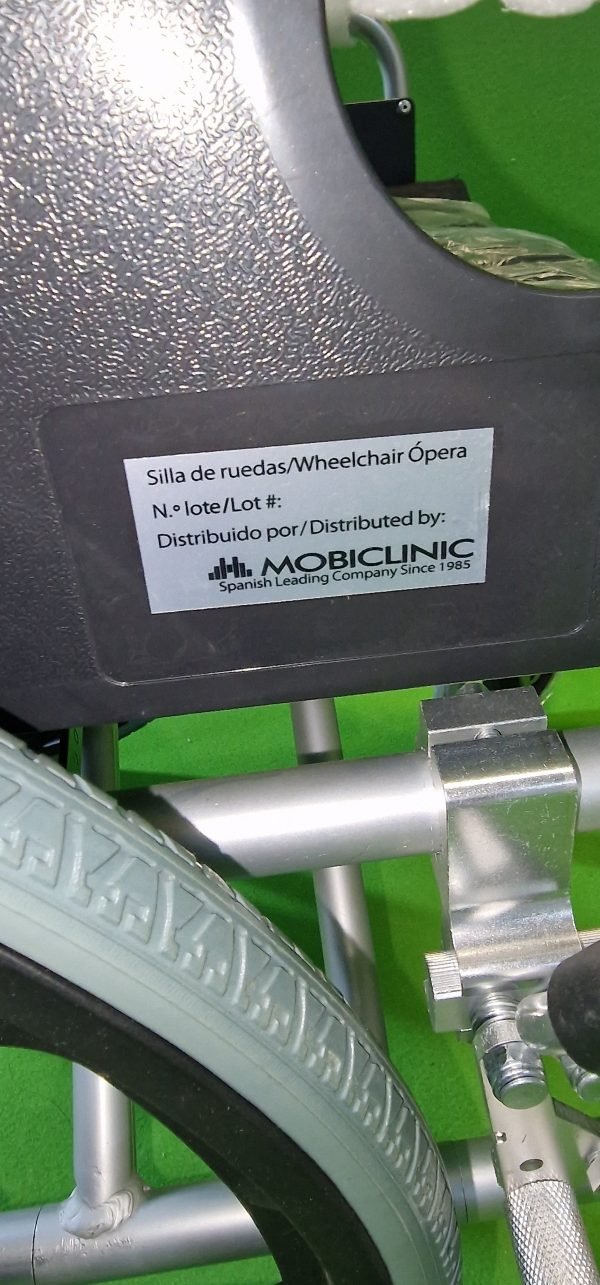 Silla de ruedas/Wheelchair Ópera
N.º lote/Lot #:
Distribuido por/Distributed by:
MOBICLINIC
Spanish Leading Company Since 1985